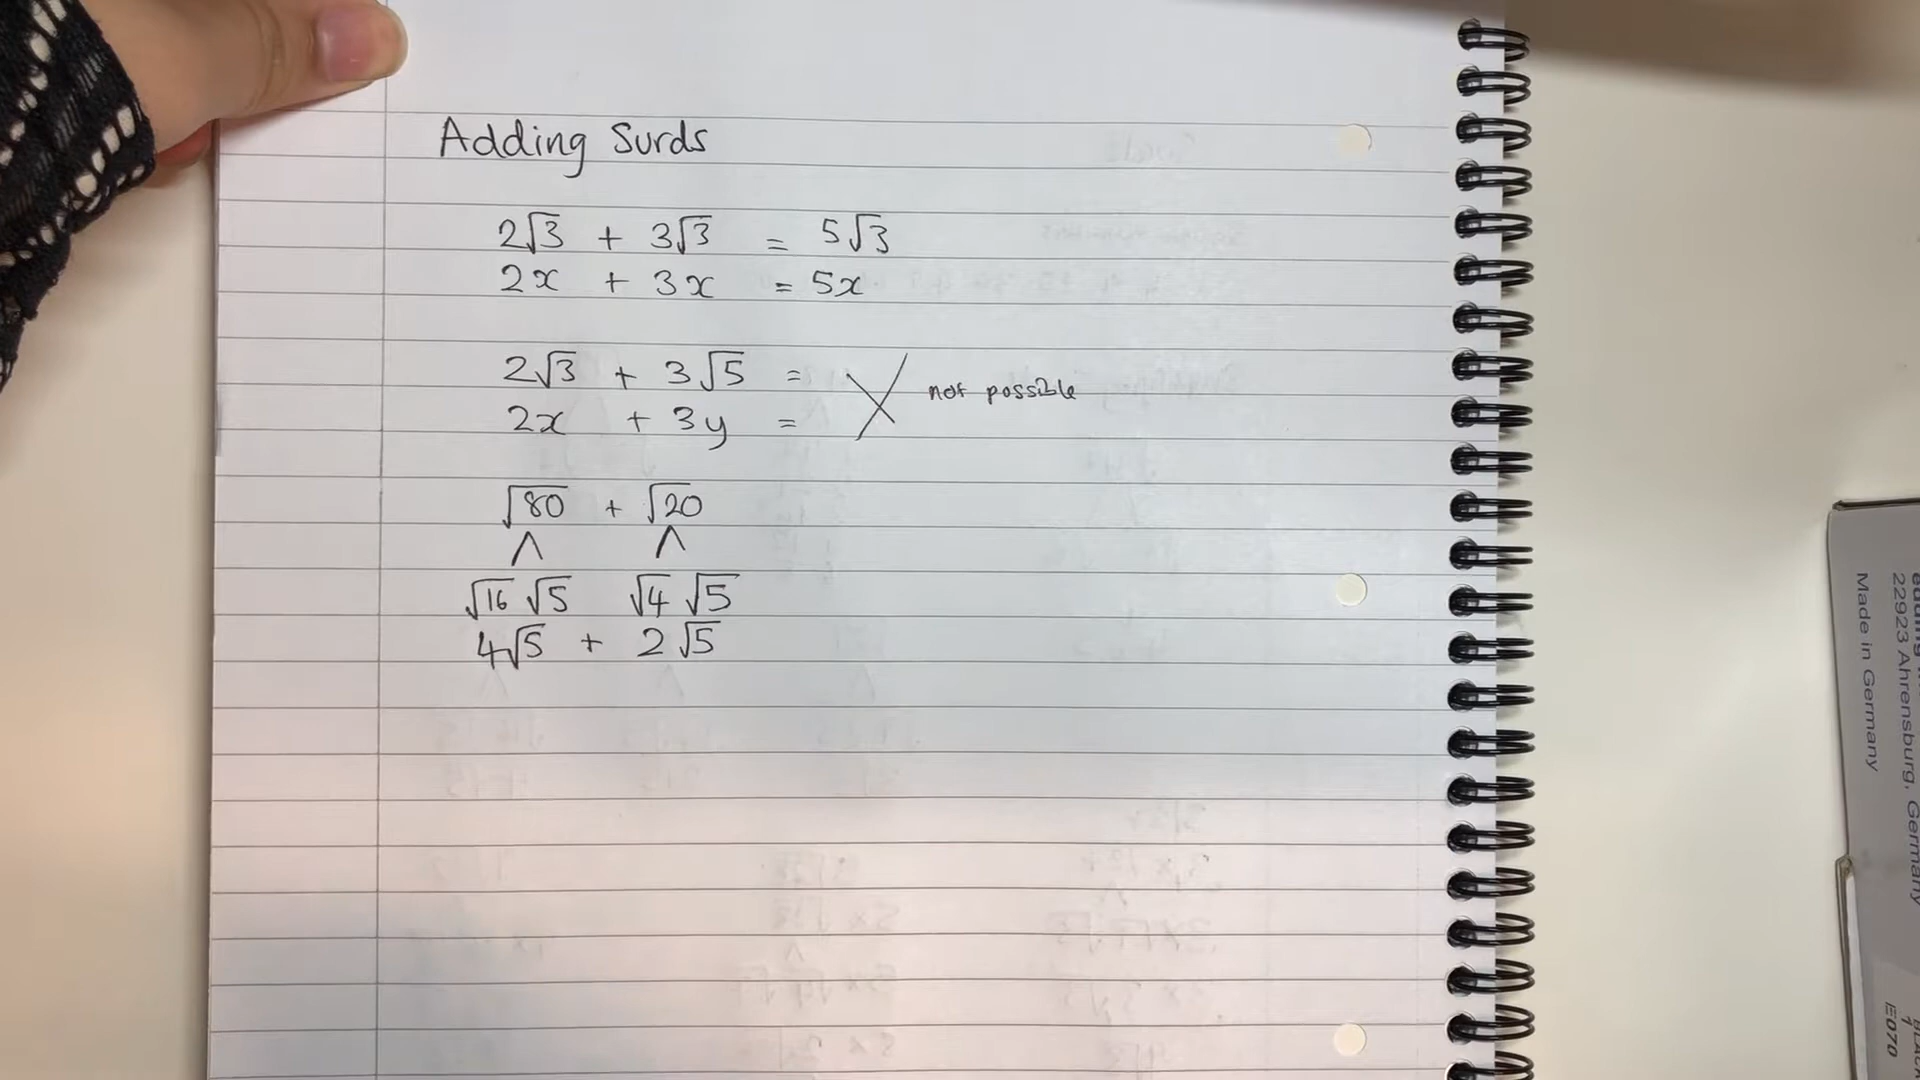 Adding Surds
2√3 + 3√3 = 5√3
2x + 3x = 5x
2√3 + 3√5 =
not possible
2x + 3y =
√80 + √20
√16 √5 √4 √5
4√5 + 2√5
22923 Ahrensburg, Germany
Made in Germany
E070